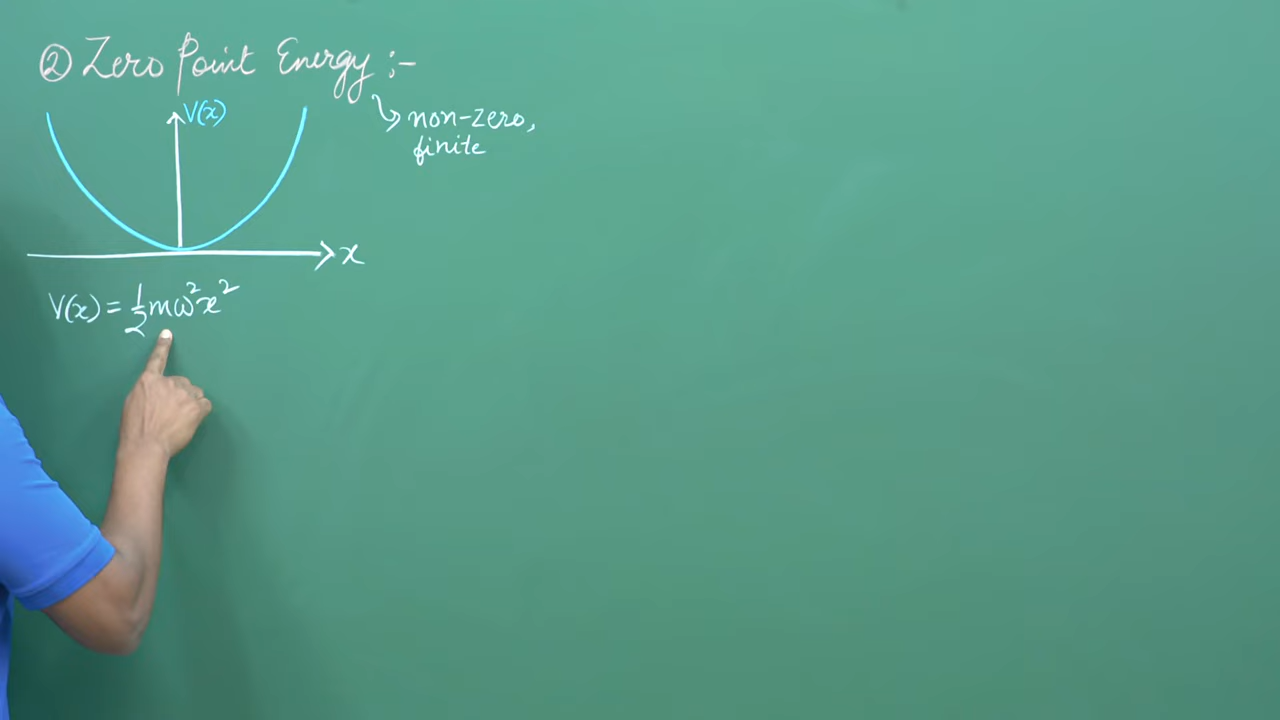 ② Zero Point Energy :-
↳ non-zero,
finite
V(x)
x
V(x) = ½mω²x²